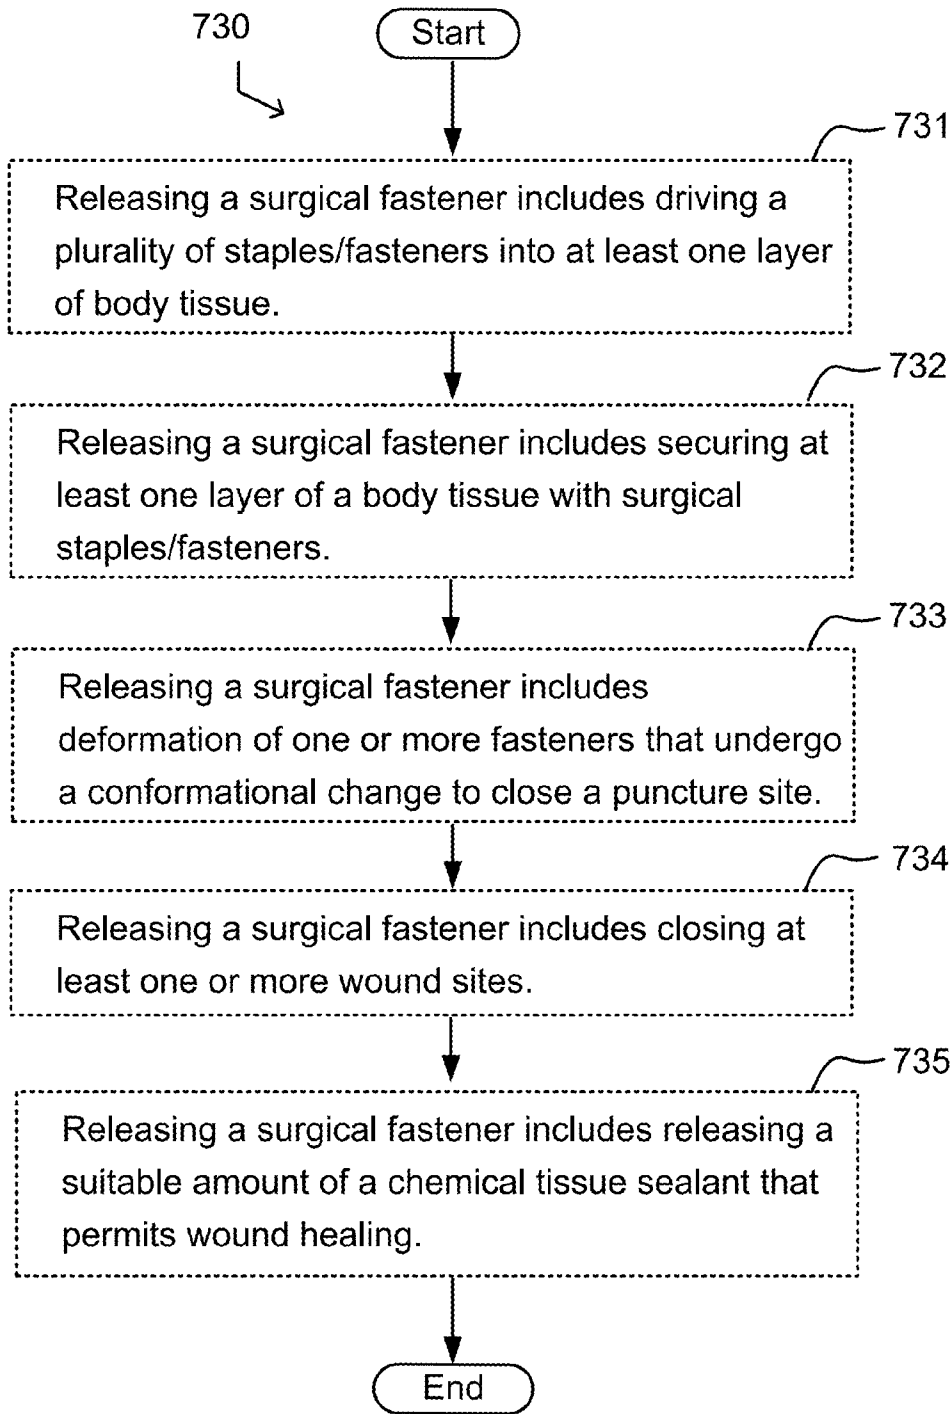 730
Start
731
Releasing a surgical fastener includes driving a
plurality of staples/fasteners into at least one layer
of body tissue.
732
Releasing a surgical fastener includes securing at
least one layer of a body tissue with surgical
staples/fasteners.
733
Releasing a surgical fastener includes
deformation of one or more fasteners that undergo
a conformational change to close a puncture site.
734
Releasing a surgical fastener includes closing at
least one or more wound sites.
735
Releasing a surgical fastener includes releasing a
suitable amount of a chemical tissue sealant that
permits wound healing.
End